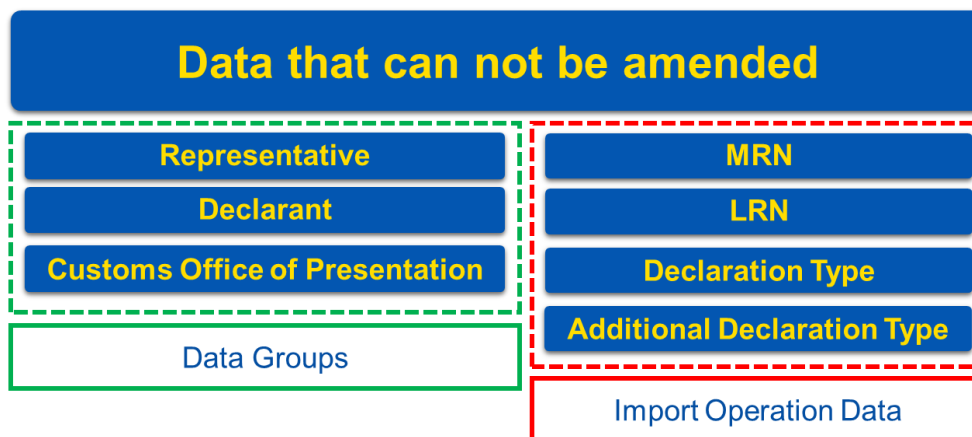 Data that can not be amended
Representative
Declarant
Customs Office of Presentation
Data Groups
MRN
LRN
Declaration Type
Additional Declaration Type
Import Operation Data